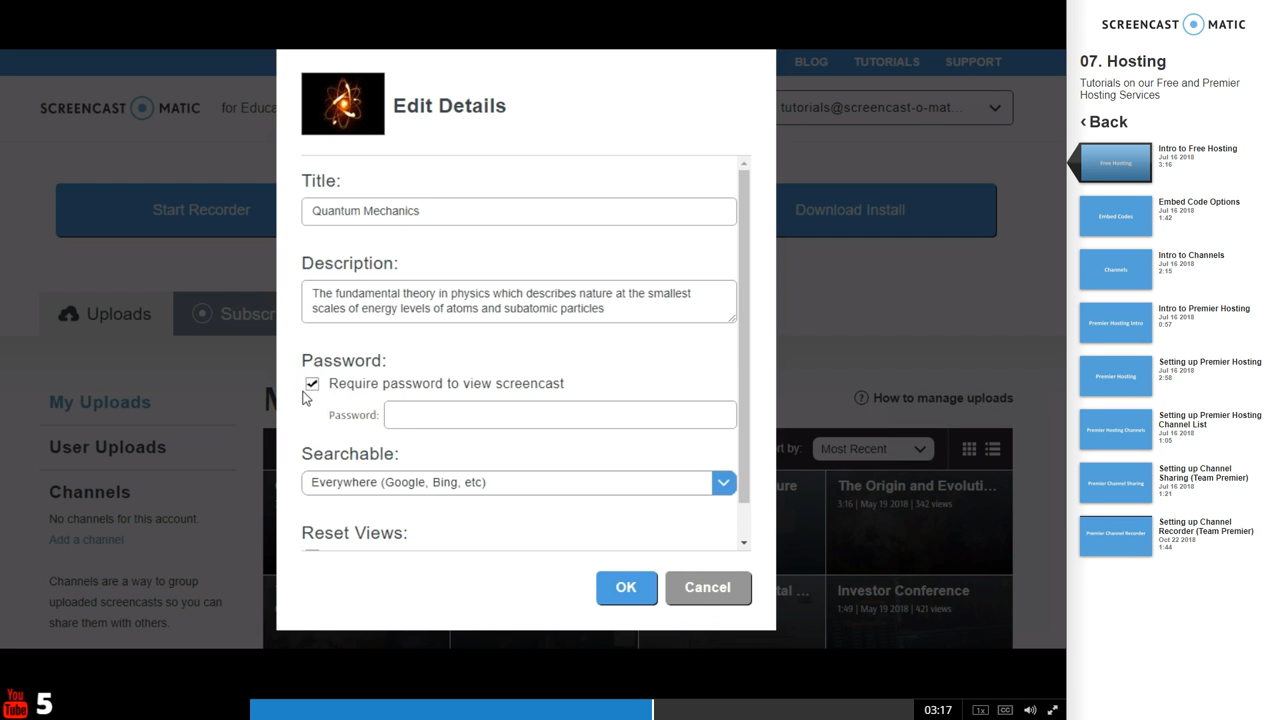 BLOG TUTORIALS SUPPORT
SCREENCAST MATIC
for Educa
tutorials@screencast-o-mat...
Start Recorder
Download Install
Uploads
Subscr
My Uploads
User Uploads
Channels
No channels for this account.
Add a channel
Channels are a way to group
uploaded screencasts so you can
share them with others.
M
How to manage uploads
rt by: Most Recent
ure
The Origin and Evoluti...
3:16 | May 19 2018 | 342 views
tal ...
Investor Conference
1:49 | May 19 2018 | 421 views
Edit Details
Title:
Quantum Mechanics
Description:
The fundamental theory in physics which describes nature at the smallest
scales of energy levels of atoms and subatomic particles
Password:
Require password to view screencast
Password:
Searchable:
Everywhere (Google, Bing, etc)
Reset Views:
OK Cancel
You
Tube 5
03:17 1x CC
SCREENCAST MATIC
07. Hosting
Tutorials on our Free and Premier
Hosting Services
‹ Back
Free Hosting
Intro to Free Hosting
Jul 16 2018
3:16
Embed Codes
Embed Code Options
Jul 16 2018
1:42
Channels
Intro to Channels
Jul 16 2018
2:15
Premier Hosting Intro
Intro to Premier Hosting
Jul 16 2018
0:57
Premier Hosting
Setting up Premier Hosting
Jul 16 2018
2:58
Premier Hosting Channels
Setting up Premier Hosting
Channel List
Jul 16 2018
1:05
Premier Channel Sharing
Setting up Channel
Sharing (Team Premier)
Jul 16 2018
1:21
Premier Channel Recorder
Setting up Channel
Recorder (Team Premier)
Oct 22 2018
1:44